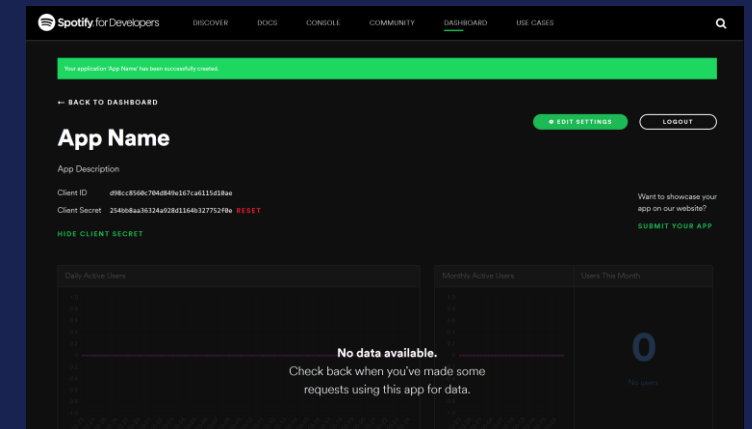 Spotify for Developers DISCOVER DOCS CONSOLE COMMUNITY DASHBOARD USE CASES
Your application 'App Name' has been successfully created.
← BACK TO DASHBOARD
App Name
EDIT SETTINGS
LOGOUT
App Description
Client ID d98cc8560c704d849e167ca6115d10ae
Client Secret 254bb8aa36324a928d1164b327752f0e RESET
Want to showcase your
app on our website?
HIDE CLIENT SECRET
SUBMIT YOUR APP
Daily Active Users
Monthly Active Users
Users This Month
No data available.
Check back when you've made some
requests using this app for data.
0
No users